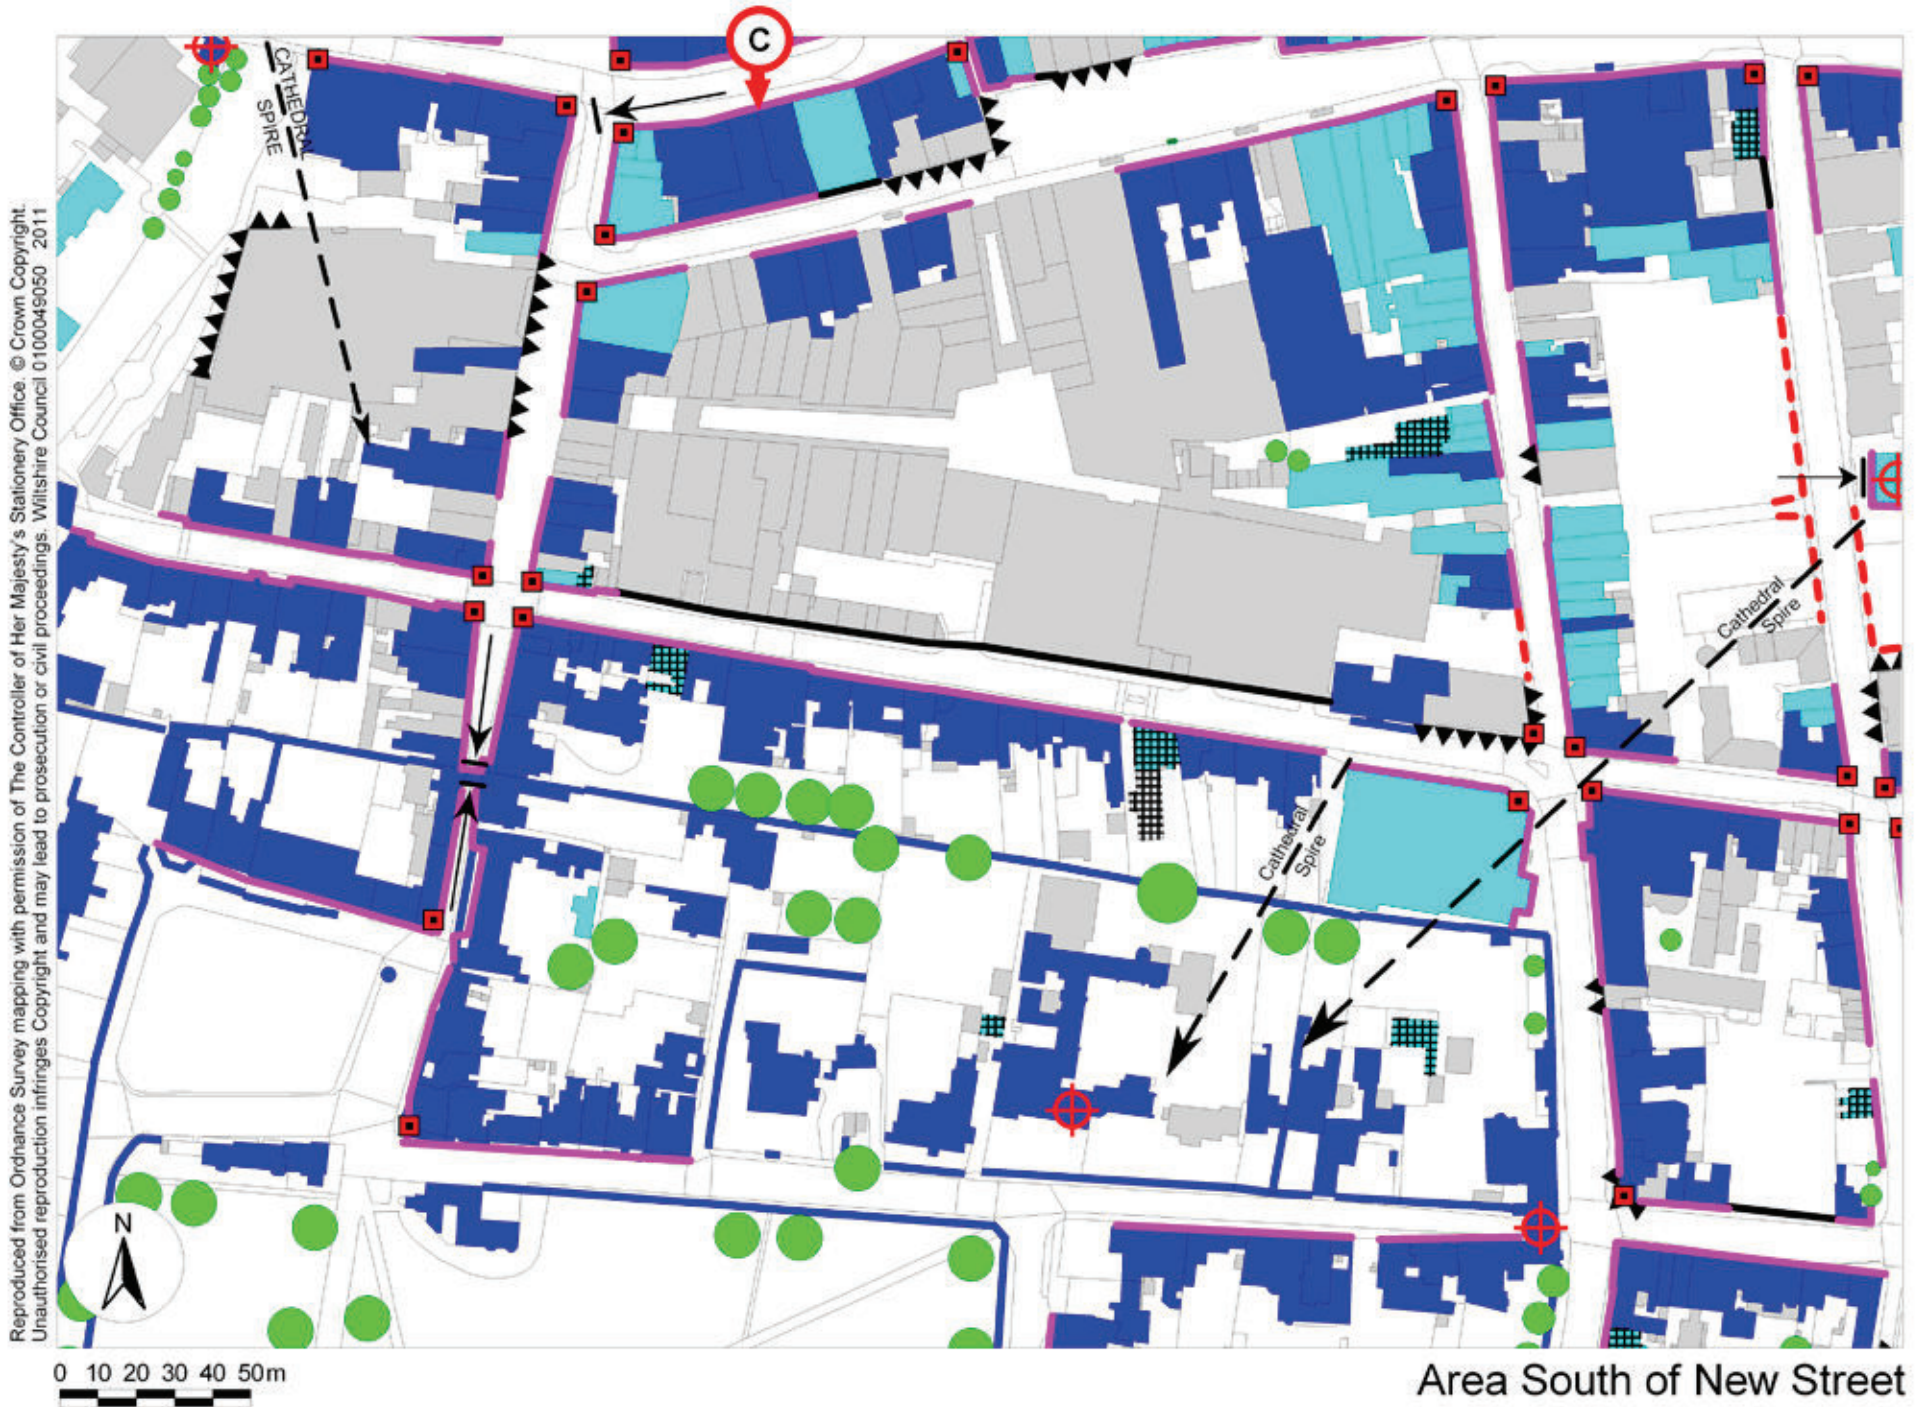 C
CATHEDRAL
SPIRE
Reproduced from Ordnance Survey mapping with permission of The Controller of Her Majesty's Stationery Office. © Crown Copyright.
Unauthorised reproduction infringes Copyright and may lead to prosecution or civil proceedings. Wiltshire Council 0100049050 2011
Cathedral
Spire
Cathedral
Spire
N
0 10 20 30 40 50m
Area South of New Street